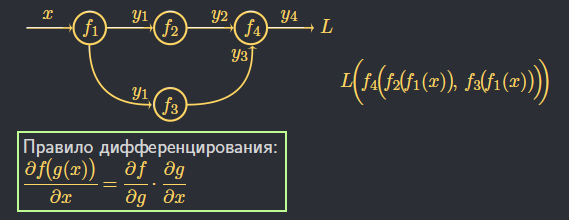 x f₁ y₁ f₂ y₂ f₄ y₄ L
y₃
y₁ f₃
L(f₄(f₂(f₁(x)), f₃(f₁(x))))
Правило дифференцирования:
∂f(g(x))/∂x = ∂f/∂g · ∂g/∂x